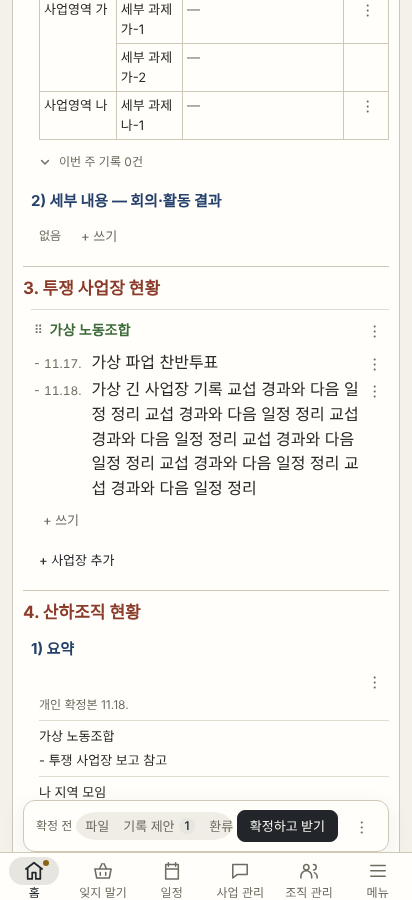 사업영역 가
세부 과제 가-1
—
세부 과제 가-2
—
사업영역 나
세부 과제 나-1
—
이번 주 기록 0건
2) 세부 내용 — 회의·활동 결과
없음 + 쓰기
3. 투쟁 사업장 현황
가상 노동조합
- 11.17. 가상 파업 찬반투표
- 11.18. 가상 긴 사업장 기록 교섭 경과와 다음 일
정 정리 교섭 경과와 다음 일정 정리 교섭
경과와 다음 일정 정리 교섭 경과와 다음
일정 정리 교섭 경과와 다음 일정 정리 교
섭 경과와 다음 일정 정리
+ 쓰기
+ 사업장 추가
4. 산하조직 현황
1) 요약
개인 확정본 11.18.
가상 노동조합
- 투쟁 사업장 보고 참고
나 지역 모임
확정 전 파일 기록 제안 1 환류 확정하고 받기
홈 잊지 말기 일정 사업 관리 조직 관리 메뉴